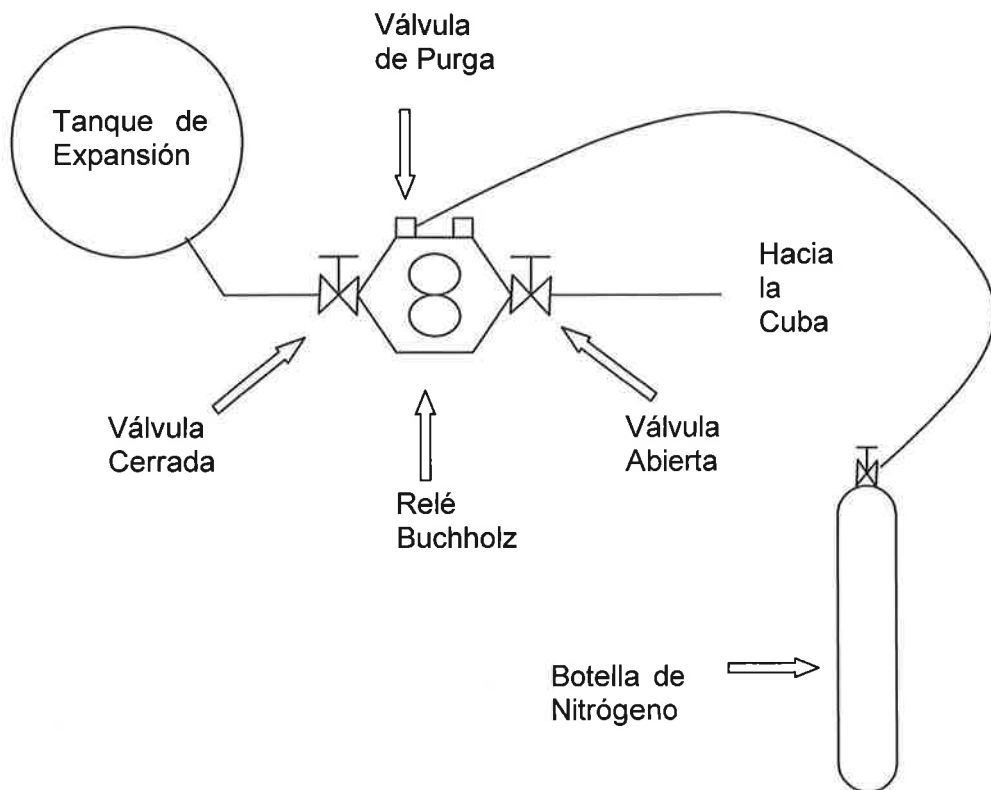 Válvula
de Purga
Tanque de
Expansión
Hacia
la
Cuba
Válvula
Cerrada
Válvula
Abierta
Relé
Buchholz
Botella de
Nitrógeno